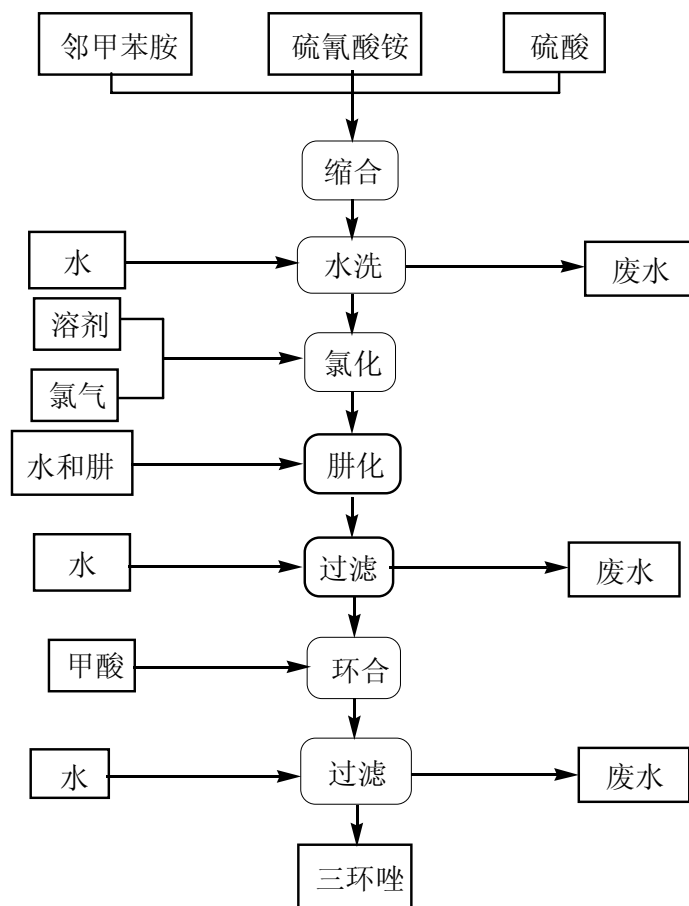 邻甲苯胺
硫氰酸铵
硫酸
缩合
水
水洗
废水
溶剂
氯气
氯化
水和肼
肼化
水
过滤
废水
甲酸
环合
水
过滤
废水
三环唑